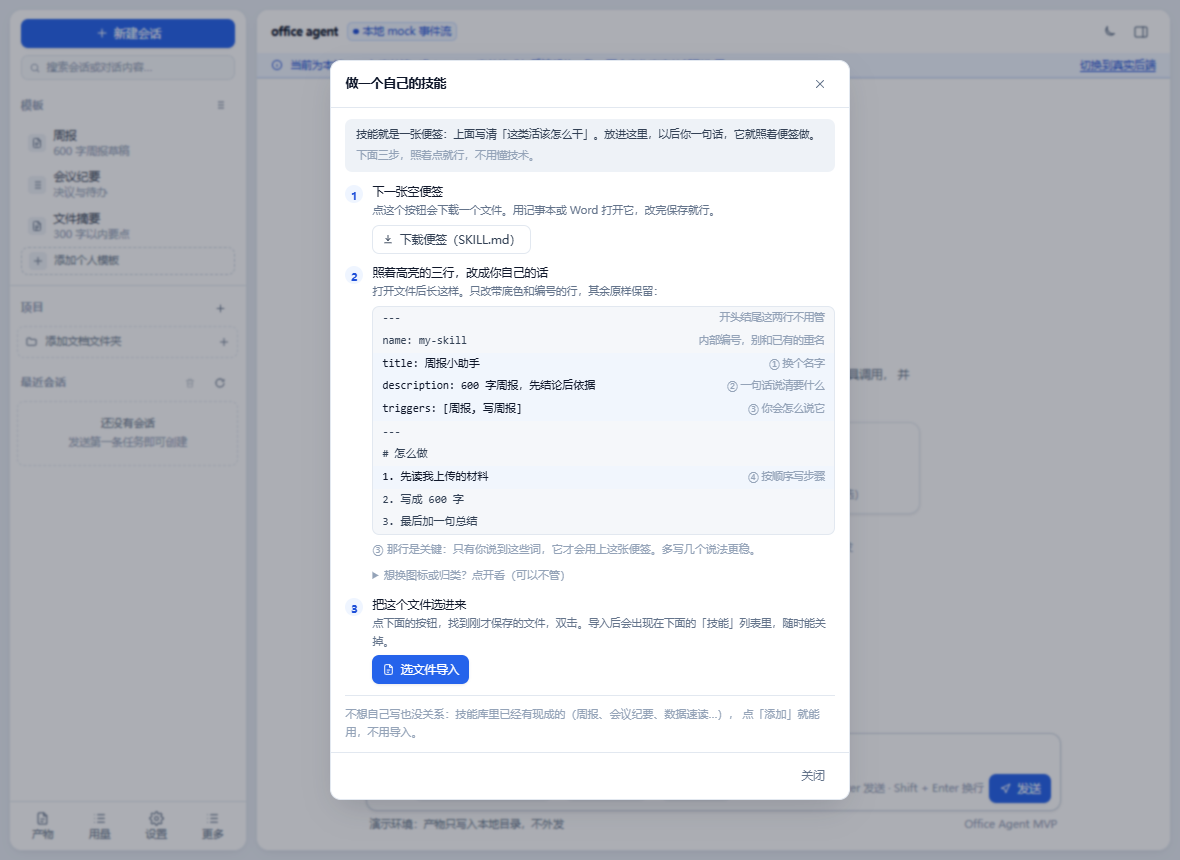 新建会话
搜索会话或对话内容...
模板
周报
600 字周报草稿
会议纪要
决议与待办
文件摘要
300 字以内要点
添加个人模板
项目
添加文档文件夹
最近会话
还没有会话
发送第一条任务即可创建
产物
用量
设置
更多
office agent
本地 mock 事件流
当前为本
切换到真实后端
做一个自己的技能
技能就是一张便签：上面写清「这类活该怎么干」。放进这里，以后你一句话，它就照着便签做。
下面三步，照着点就行，不用懂技术。
1
下一张空便签
点这个按钮会下载一个文件。用记事本或 Word 打开它，改完保存就行。
下载便签（SKILL.md）
2
照着高亮的三行，改成你自己的话
打开文件后长这样。只改带底色和编号的行，其余原样保留：
--- 开头结尾这两行不用管
name: my-skill 内部编号，别和已有的重名
title: 周报小助手 ① 换个名字
description: 600 字周报，先结论后依据 ② 一句话说清要什么
triggers: [周报, 写周报] ③ 你会怎么说它
---
# 怎么做
1. 先读我上传的材料 ④ 按顺序写步骤
2. 写成 600 字
3. 最后加一句总结
③ 那行是关键：只有你说到这些词，它才会用上这张便签。多写几个说法更稳。
▶ 想换图标或归类？点开看（可以不管）
3
把这个文件选进来
点下面的按钮，找到刚才保存的文件，双击。导入后会出现在下面的「技能」列表里，随时能关
掉。
选文件导入
不想自己写也没关系：技能库里已经有现成的（周报、会议纪要、数据速读…），点「添加」就能
用，不用导入。
关闭
具调用， 并
er 发送 · Shift + Enter 换行
发送
演示环境：产物只写入本地目录，不外发
Office Agent MVP